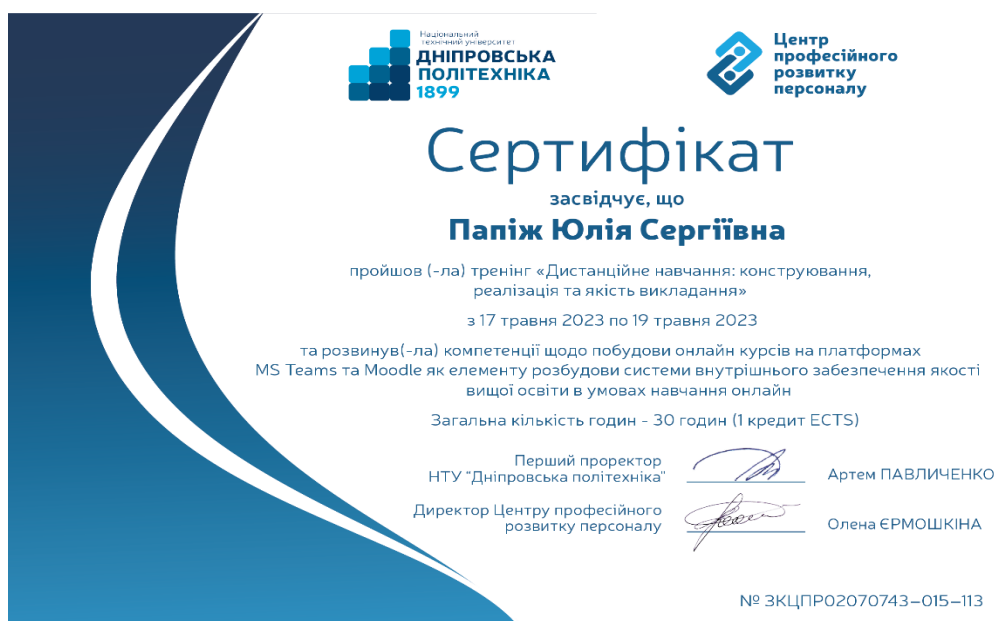 Національний
технічний університет
ДНІПРОВСЬКА
ПОЛІТЕХНІКА
1899
Центр
професійного
розвитку
персоналу
Сертифікат
засвідчує, що
Папіж Юлія Сергіївна
пройшов (-ла) тренінг «Дистанційне навчання: конструювання,
реалізація та якість викладання»
з 17 травня 2023 по 19 травня 2023
та розвинув(-ла) компетенції щодо побудови онлайн курсів на платформах
MS Teams та Moodle як елементу розбудови системи внутрішнього забезпечення якості
вищої освіти в умовах навчання онлайн
Загальна кількість годин - 30 годин (1 кредит ECTS)
Перший проректор
НТУ "Дніпровська політехніка"
Артем ПАВЛИЧЕНКО
Директор Центру професійного
розвитку персоналу
Олена ЄРМОШКІНА
№ ЗКЦПР02070743–015–113